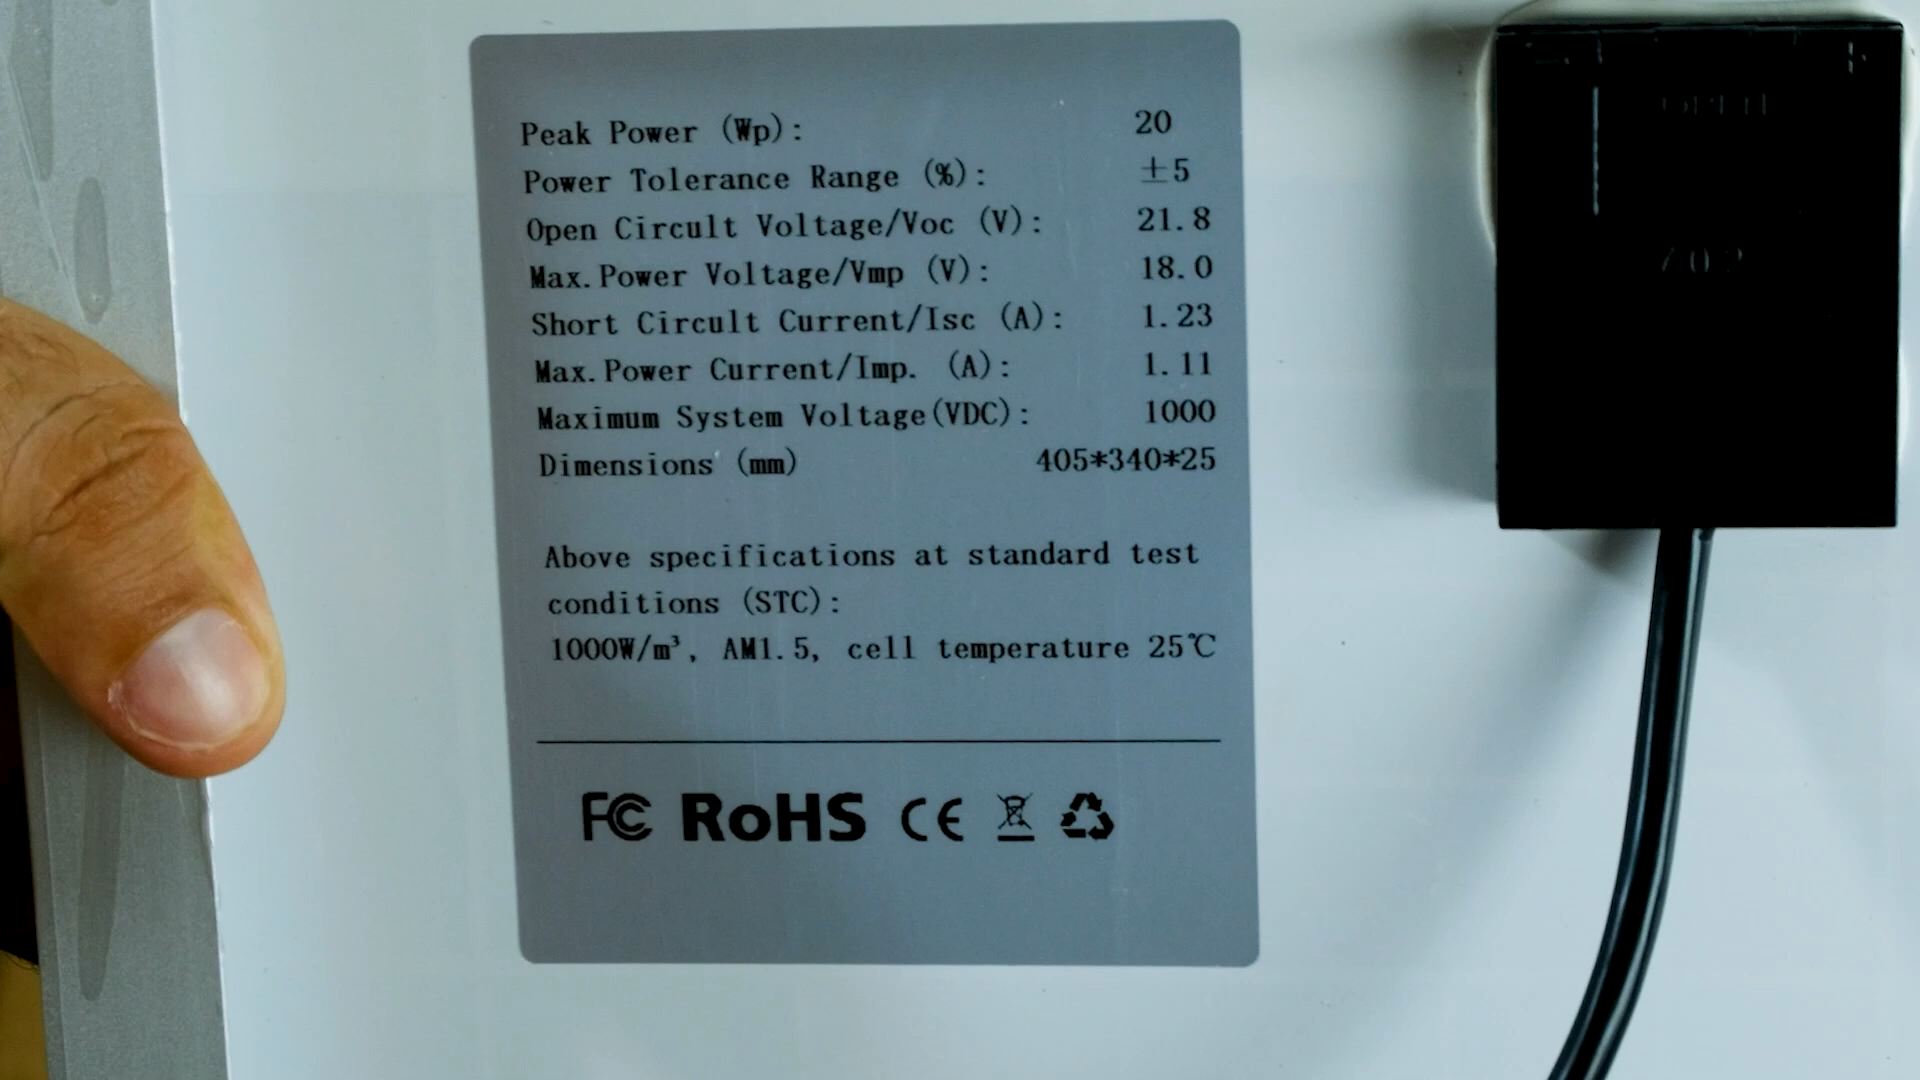 Peak Power (Wp): 20
Power Tolerance Range (%): ±5
Open Circult Voltage/Voc (V): 21.8
Max.Power Voltage/Vmp (V): 18.0
Short Circult Current/Isc (A): 1.23
Max.Power Current/Imp. (A): 1.11
Maximum System Voltage(VDC): 1000
Dimensions (mm) 405*340*25
Above specifications at standard test
conditions (STC):
1000W/m³, AM1.5, cell temperature 25℃
FC RoHS CE
OPEN